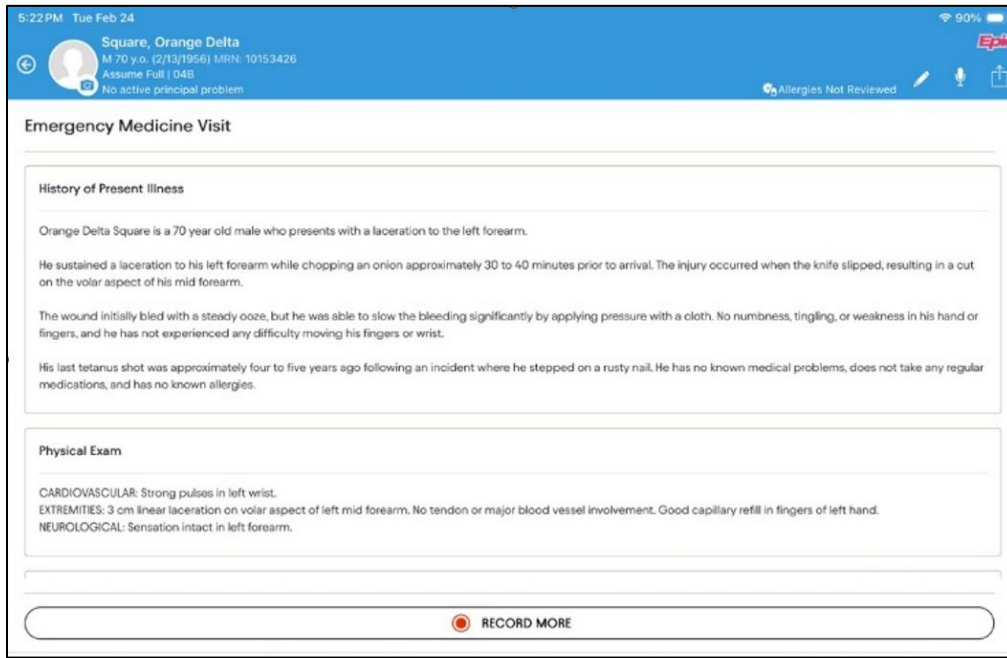 5:22 PM Tue Feb 24
90%
Square, Orange Delta
M 70 y.o. (2/13/1956) MRN: 10153426
Assume Full | 04B
No active principal problem
Allergies Not Reviewed
Emergency Medicine Visit
History of Present Illness
Orange Delta Square is a 70 year old male who presents with a laceration to the left forearm.
He sustained a laceration to his left forearm while chopping an onion approximately 30 to 40 minutes prior to arrival. The injury occurred when the knife slipped, resulting in a cut
on the volar aspect of his mid forearm.
The wound initially bled with a steady ooze, but he was able to slow the bleeding significantly by applying pressure with a cloth. No numbness, tingling, or weakness in his hand or
fingers, and he has not experienced any difficulty moving his fingers or wrist.
His last tetanus shot was approximately four to five years ago following an incident where he stepped on a rusty nail. He has no known medical problems, does not take any regular
medications, and has no known allergies.
Physical Exam
CARDIOVASCULAR: Strong pulses in left wrist.
EXTREMITIES: 3 cm linear laceration on volar aspect of left mid forearm. No tendon or major blood vessel involvement. Good capillary refill in fingers of left hand.
NEUROLOGICAL: Sensation intact in left forearm.
RECORD MORE